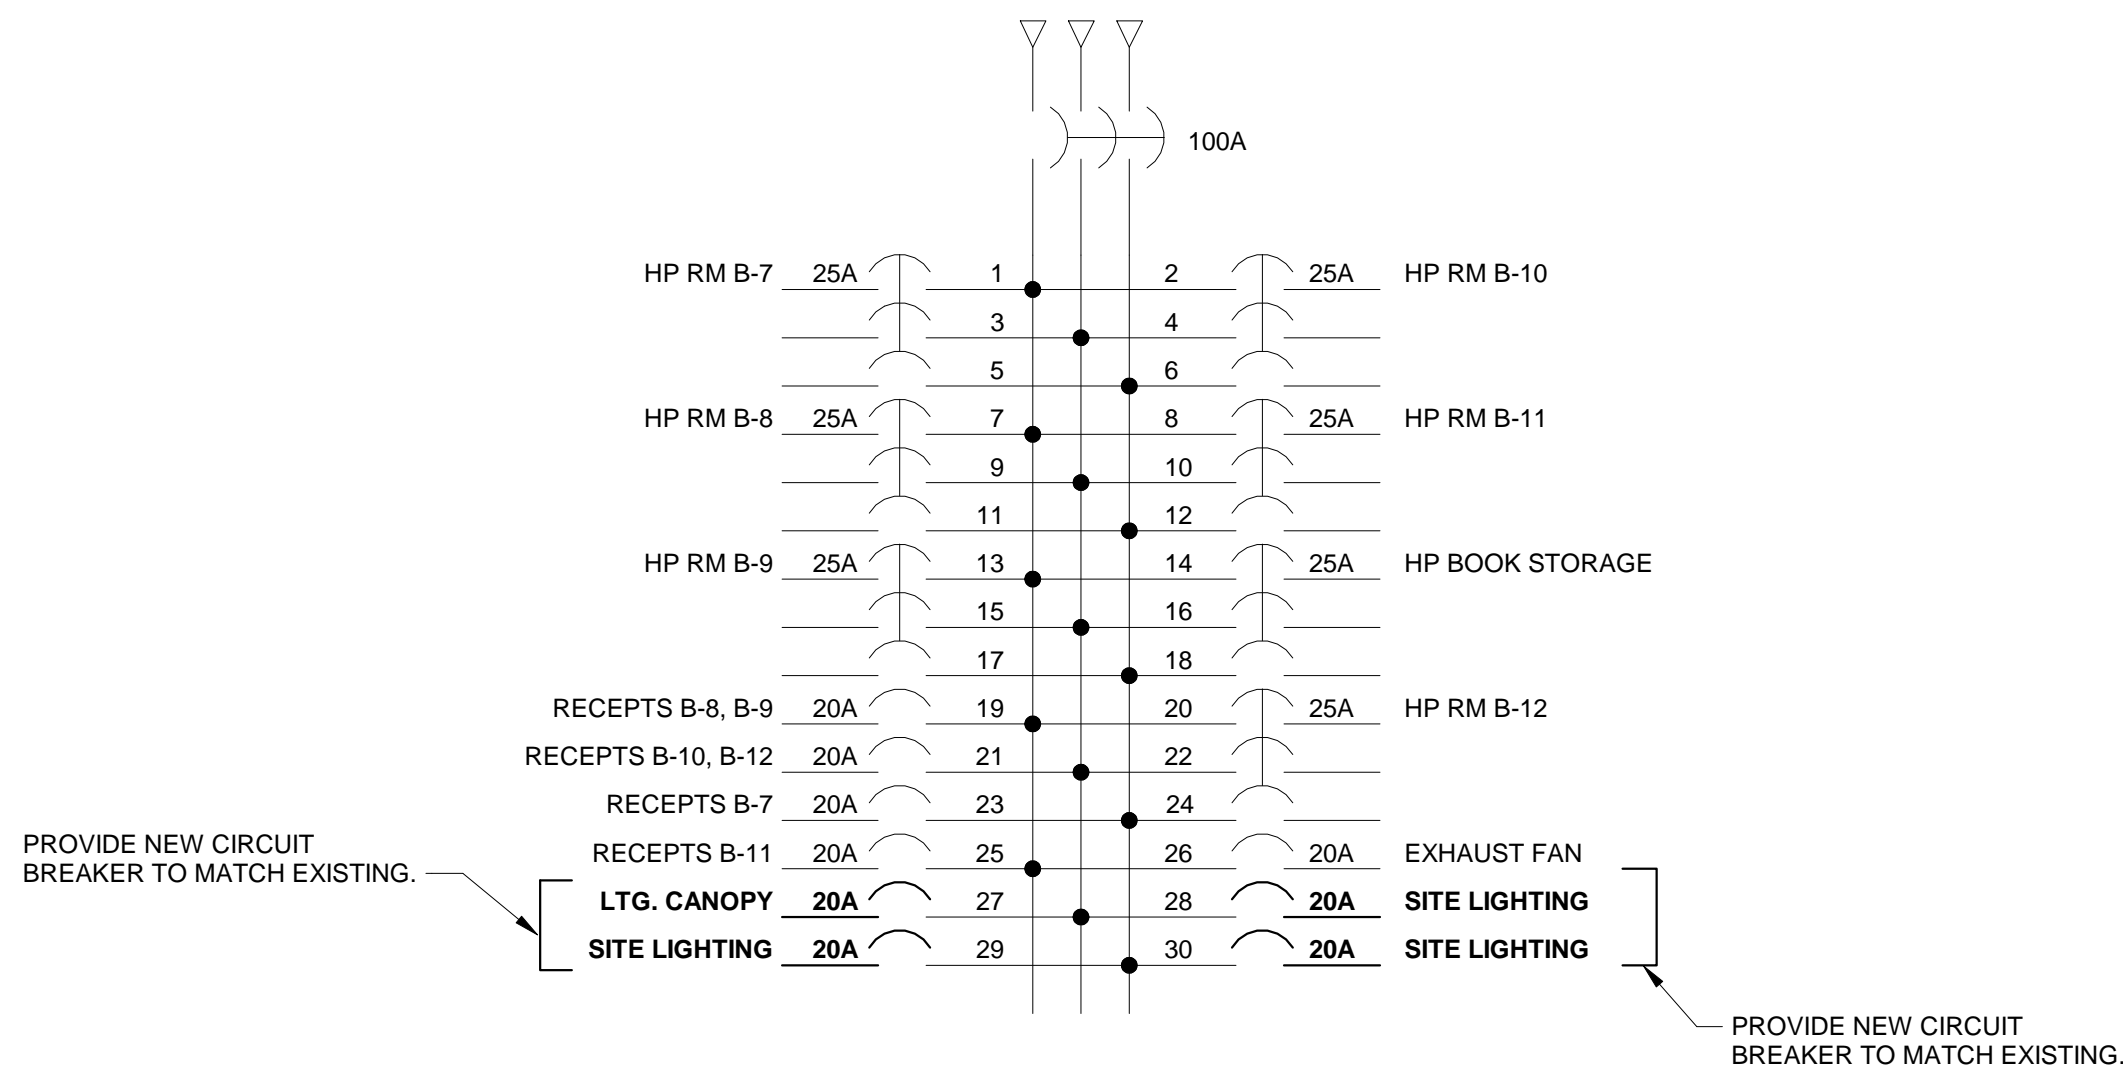 100A
HP RM B-7 25A 1 2 25A HP RM B-10
3 4
5 6
HP RM B-8 25A 7 8 25A HP RM B-11
9 10
11 12
HP RM B-9 25A 13 14 25A HP BOOK STORAGE
15 16
17 18
RECEPTS B-8, B-9 20A 19 20 25A HP RM B-12
RECEPTS B-10, B-12 20A 21 22
RECEPTS B-7 20A 23 24
RECEPTS B-11 20A 25 26 20A EXHAUST FAN
LTG. CANOPY 20A 27 28 20A SITE LIGHTING
SITE LIGHTING 20A 29 30 20A SITE LIGHTING
PROVIDE NEW CIRCUIT
BREAKER TO MATCH EXISTING.
PROVIDE NEW CIRCUIT
BREAKER TO MATCH EXISTING.